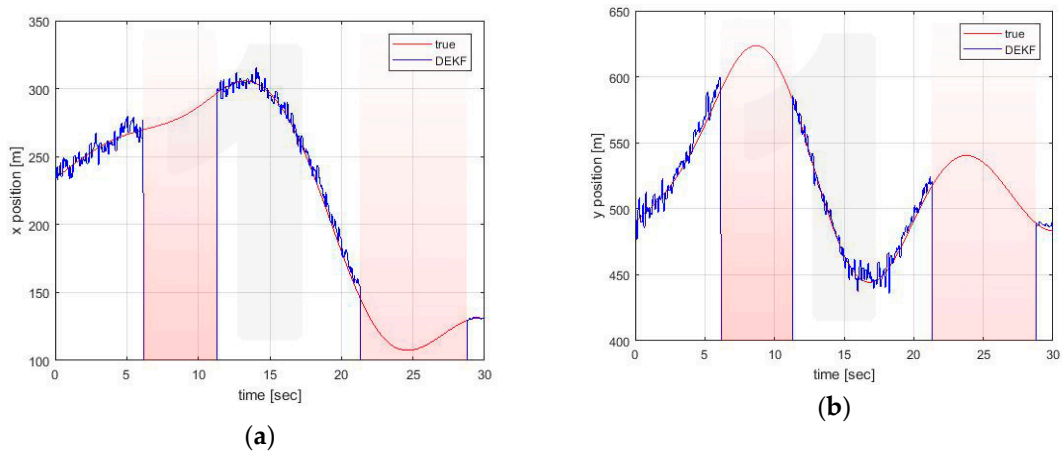 350
300
250
200
150
100
0
5
10
15
20
25
30
x position [m]
time [sec]
true
DEKF
(a)
650
600
550
500
450
400
0
5
10
15
20
25
30
y position [m]
time [sec]
true
DEKF
(b)